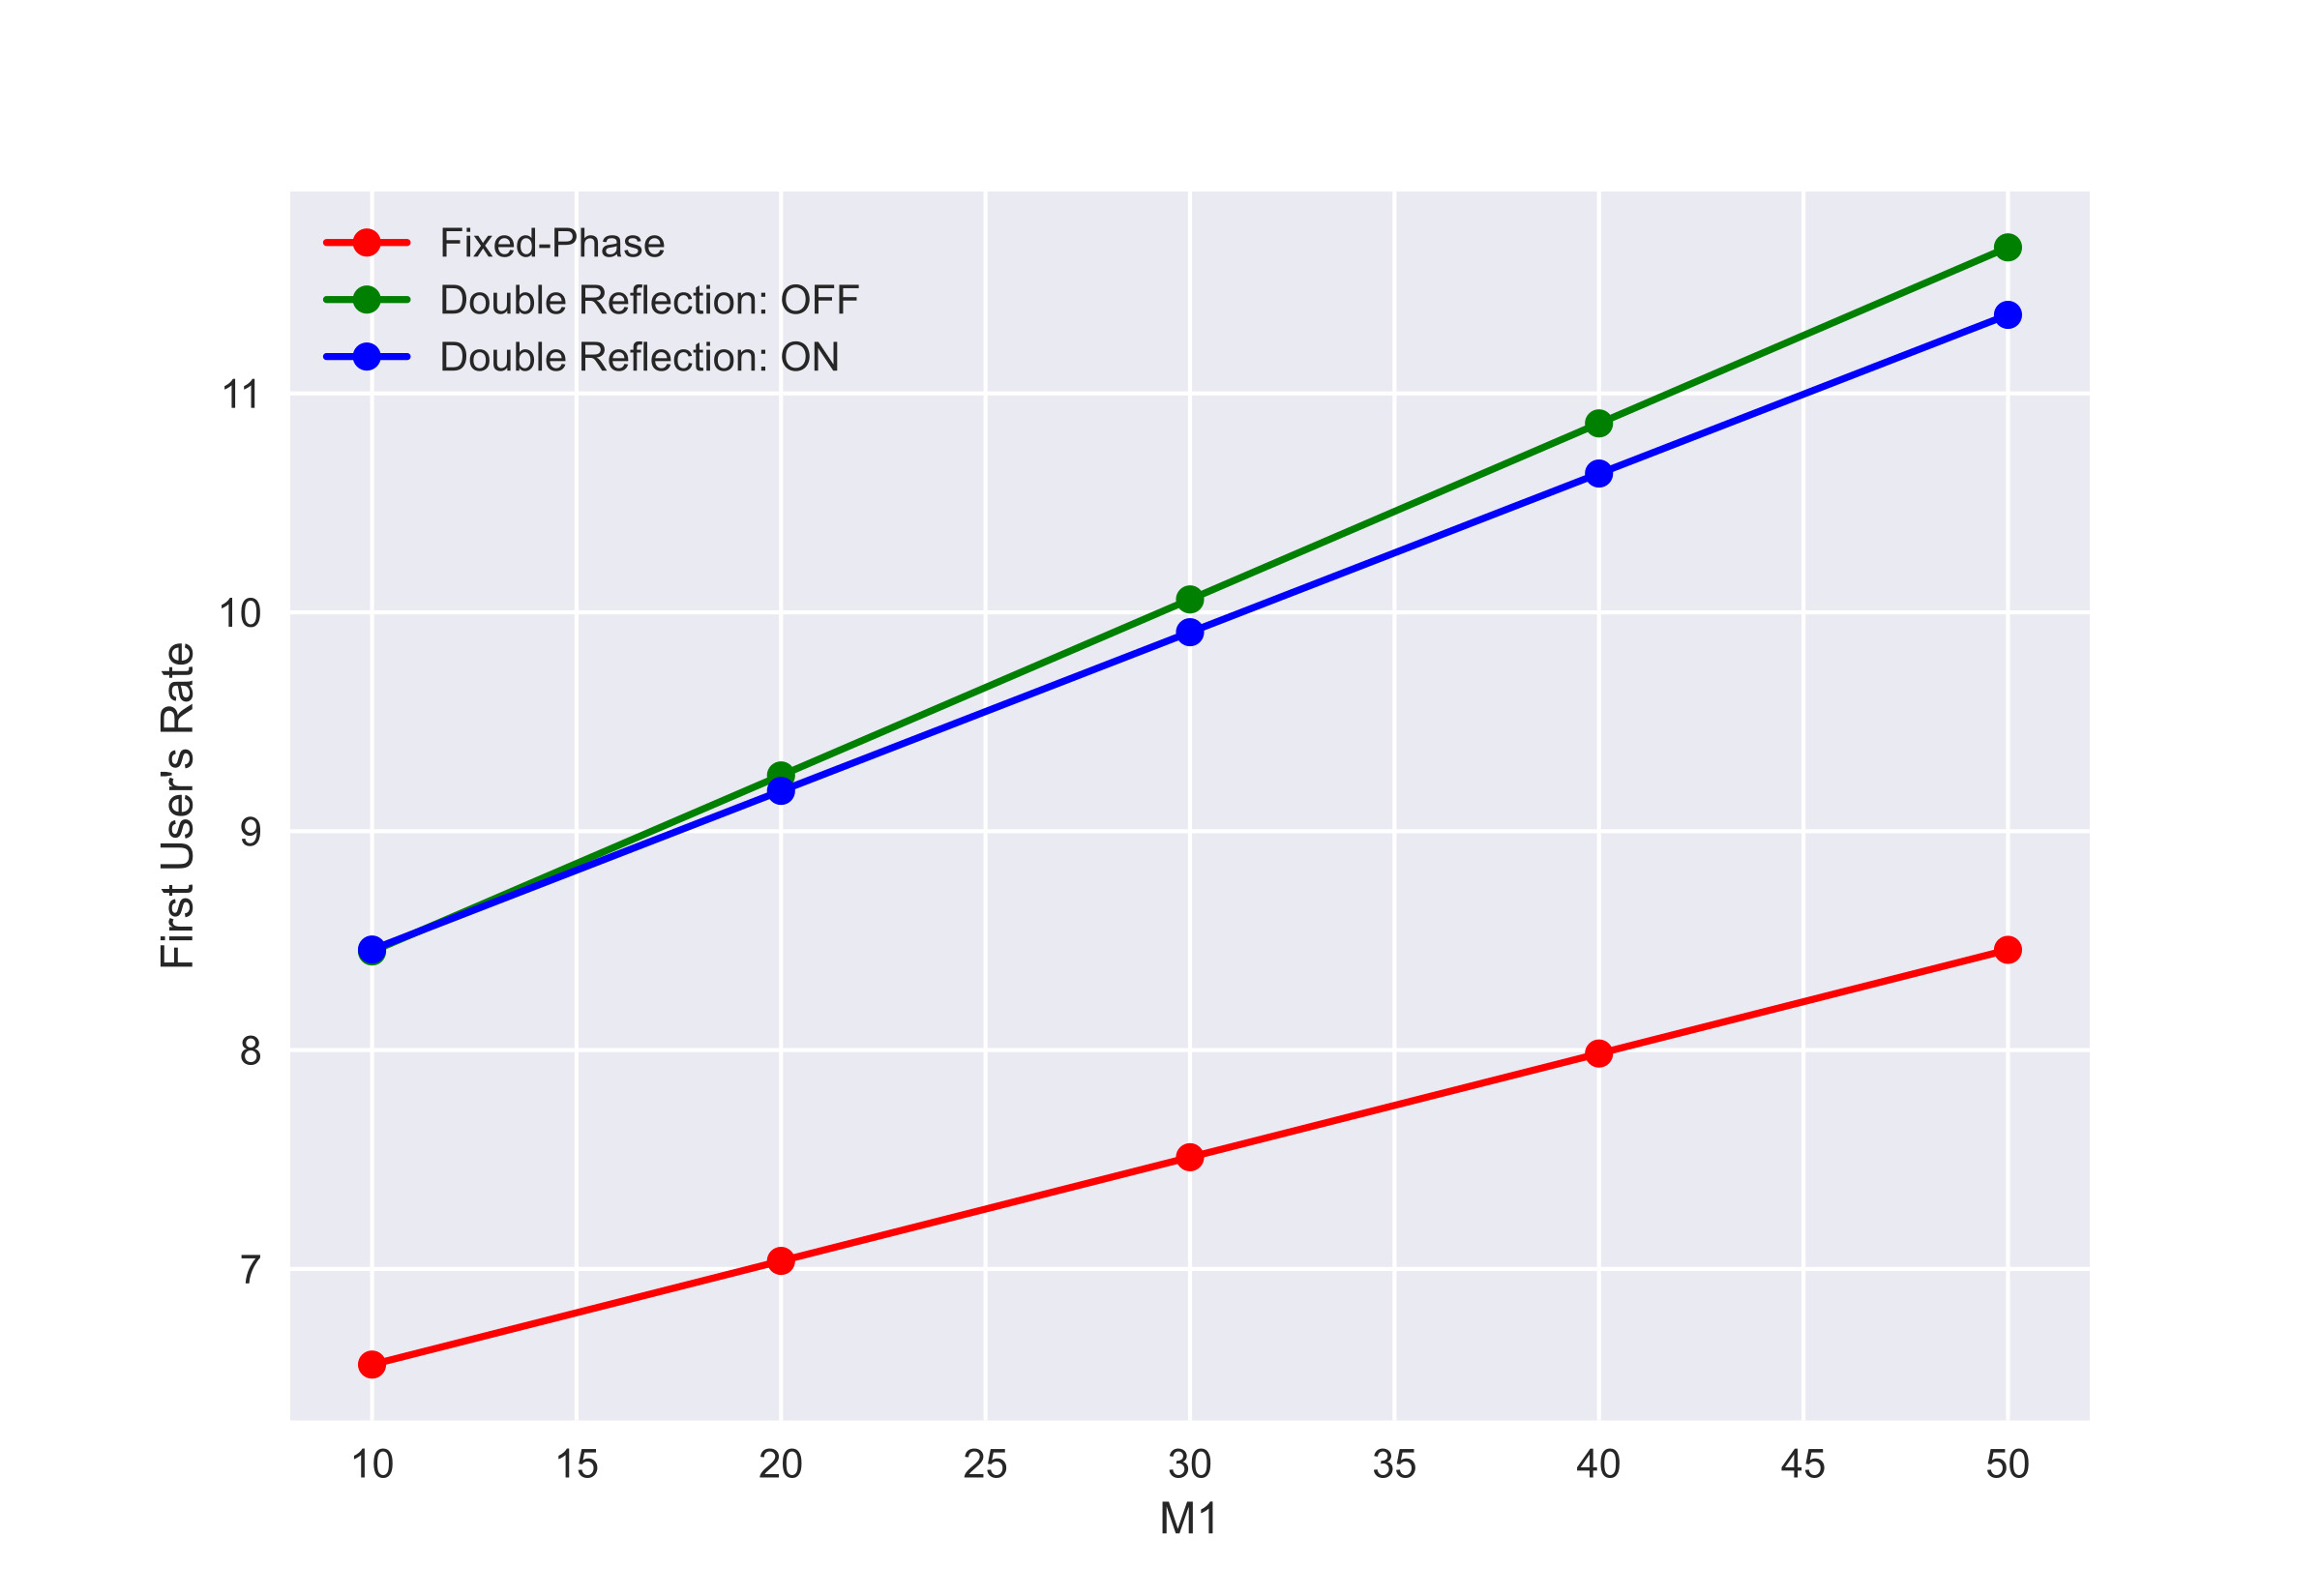 Fixed-Phase
Double Reflection: OFF
Double Reflection: ON
11
10
9
8
7
First User's Rate
10 15 20 25 30 35 40 45 50
M1